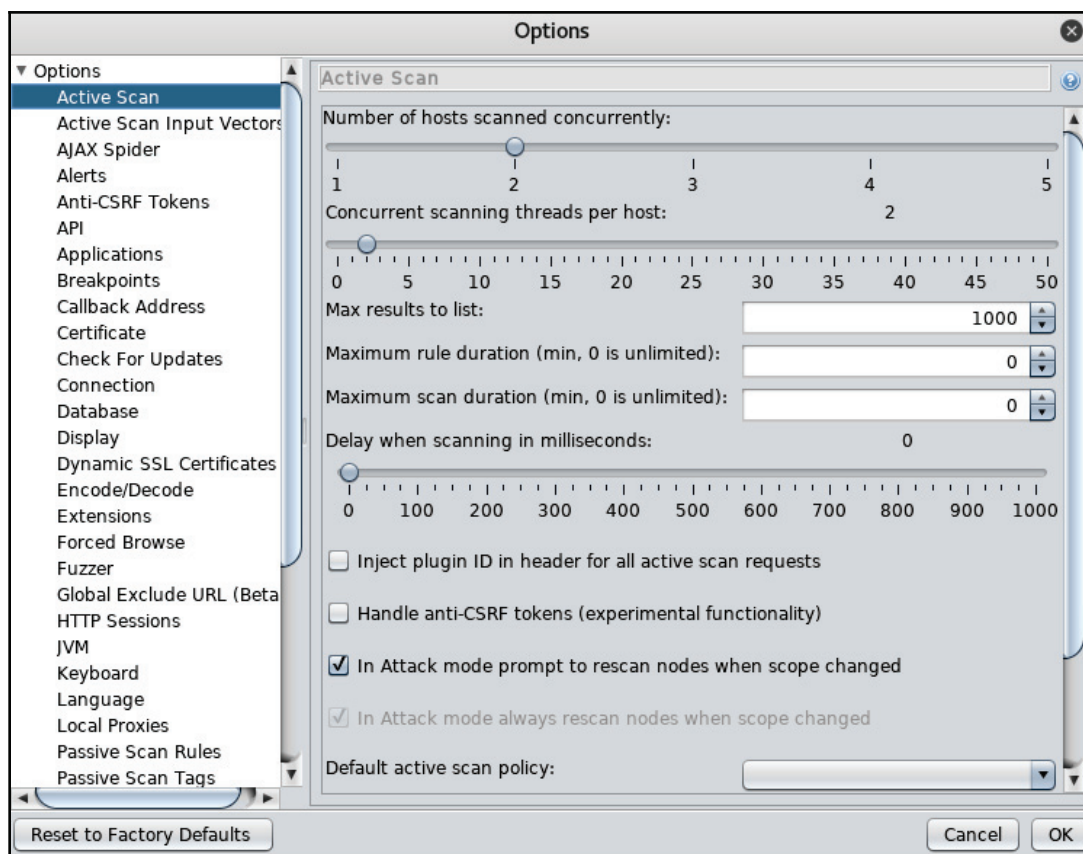 Options
Options
Active Scan
Active Scan Input Vectors
AJAX Spider
Alerts
Anti-CSRF Tokens
API
Applications
Breakpoints
Callback Address
Certificate
Check For Updates
Connection
Database
Display
Dynamic SSL Certificates
Encode/Decode
Extensions
Forced Browse
Fuzzer
Global Exclude URL (Beta
HTTP Sessions
JVM
Keyboard
Language
Local Proxies
Passive Scan Rules
Passive Scan Tags
Active Scan
Number of hosts scanned concurrently:
1 2 3 4 5
Concurrent scanning threads per host: 2
0 5 10 15 20 25 30 35 40 45 50
Max results to list: 1000
Maximum rule duration (min, 0 is unlimited): 0
Maximum scan duration (min, 0 is unlimited): 0
Delay when scanning in milliseconds: 0
0 100 200 300 400 500 600 700 800 900 1000
Inject plugin ID in header for all active scan requests
Handle anti-CSRF tokens (experimental functionality)
In Attack mode prompt to rescan nodes when scope changed
In Attack mode always rescan nodes when scope changed
Default active scan policy:
Reset to Factory Defaults
Cancel OK